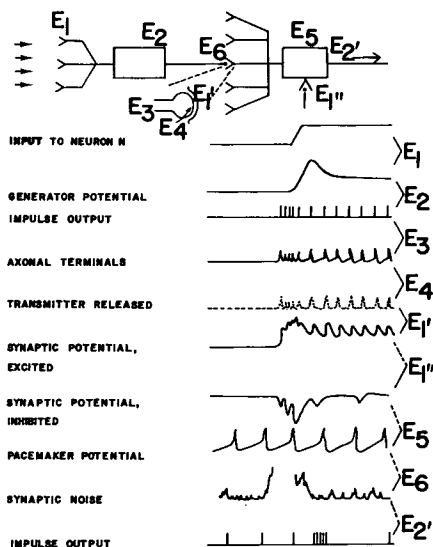 E1
E2
E6
E5
E2'
E3
E4
E1'
E1''
INPUT TO NEURON N
E1
GENERATOR POTENTIAL
E2
IMPULSE OUTPUT
E3
AXONAL TERMINALS
E4
TRANSMITTER RELEASED
E1'
SYNAPTIC POTENTIAL,
EXCITED
E1''
SYNAPTIC POTENTIAL,
INHIBITED
E5
PACEMAKER POTENTIAL
E6
SYNAPTIC NOISE
E2'
IMPULSE OUTPUT